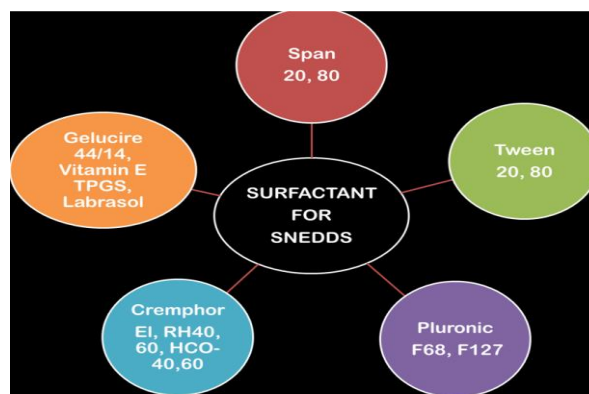 Span
20, 80
Gelucire
44/14,
Vitamin E
TPGS,
Labrasol
Tween
20, 80
SURFACTANT
FOR
SNEDDS
Cremphor
El, RH40,
60, HCO-
40,60
Pluronic
F68, F127